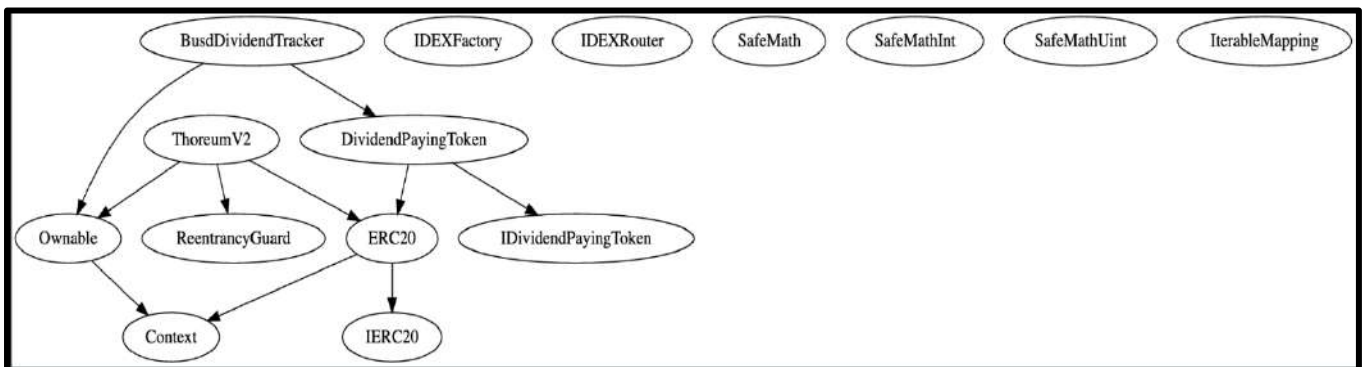 BusdDividendTracker
IDEXFactory
IDEXRouter
SafeMath
SafeMathInt
SafeMathUint
IterableMapping
ThoreumV2
DividendPayingToken
Ownable
ReentrancyGuard
ERC20
IDividendPayingToken
Context
IERC20